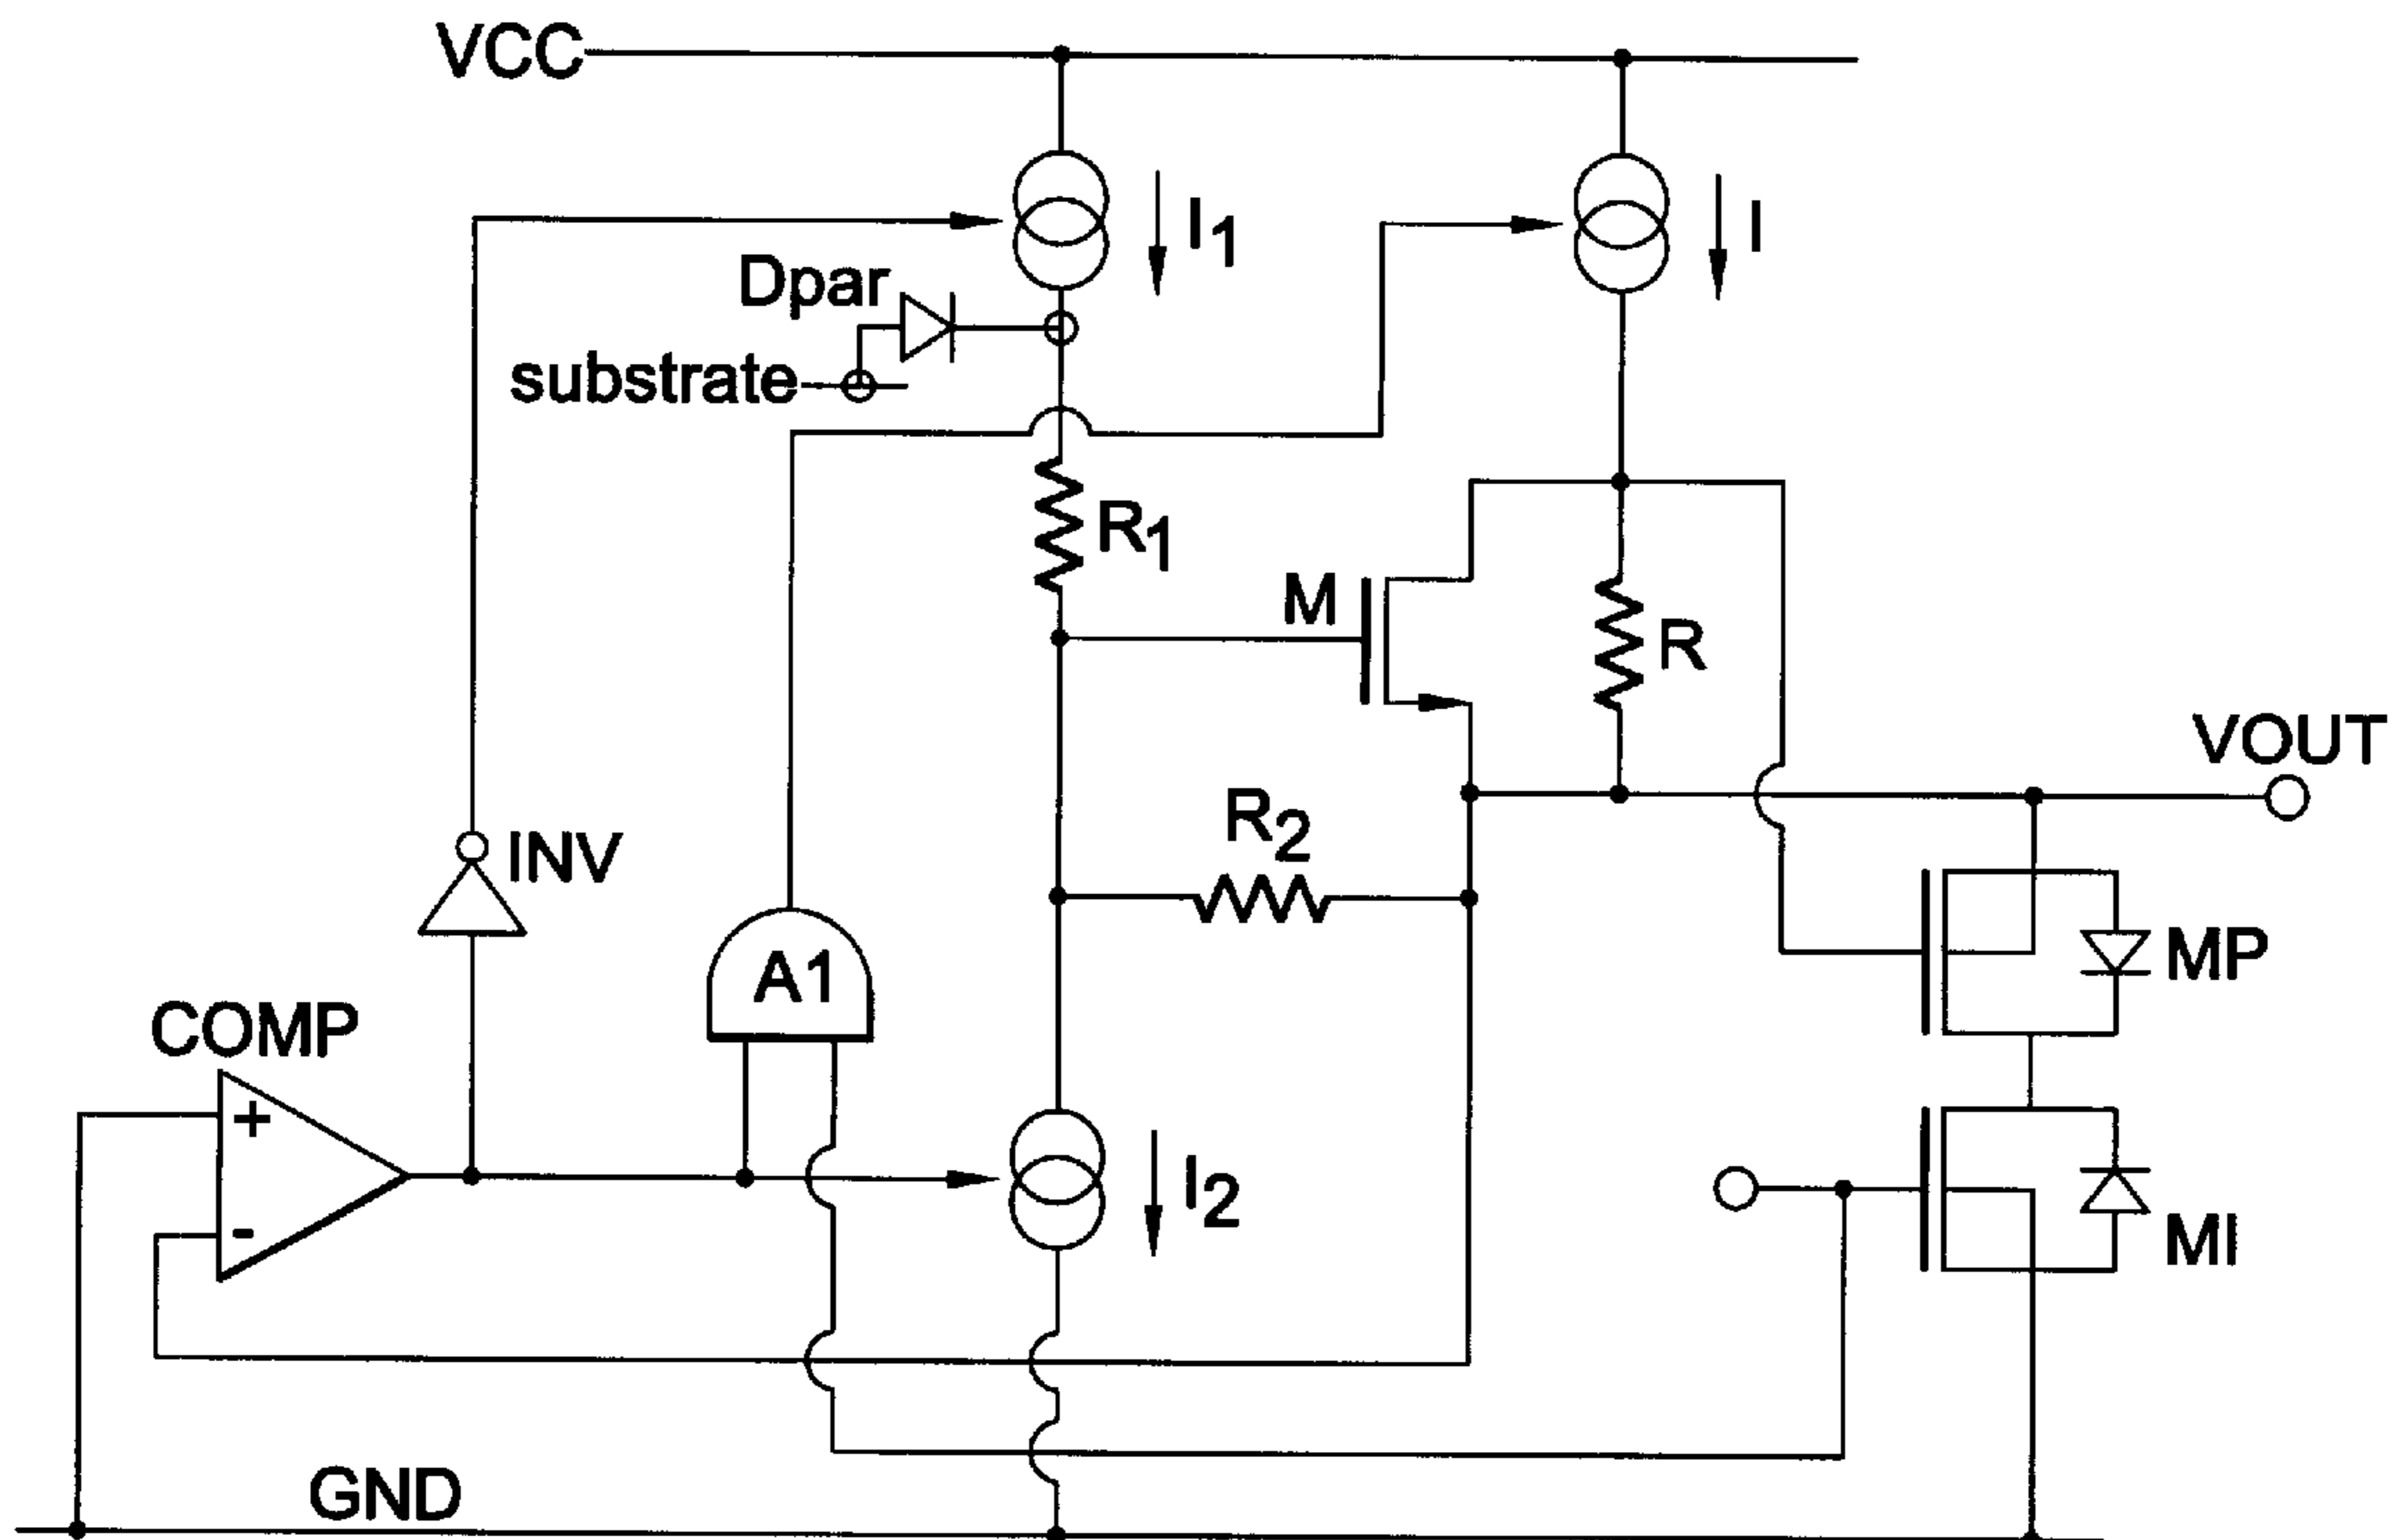 VCC
I1
I
Dpar
substrate
R1
M
R
VOUT
R2
INV
A1
MP
COMP
+
-
I2
MI
GND